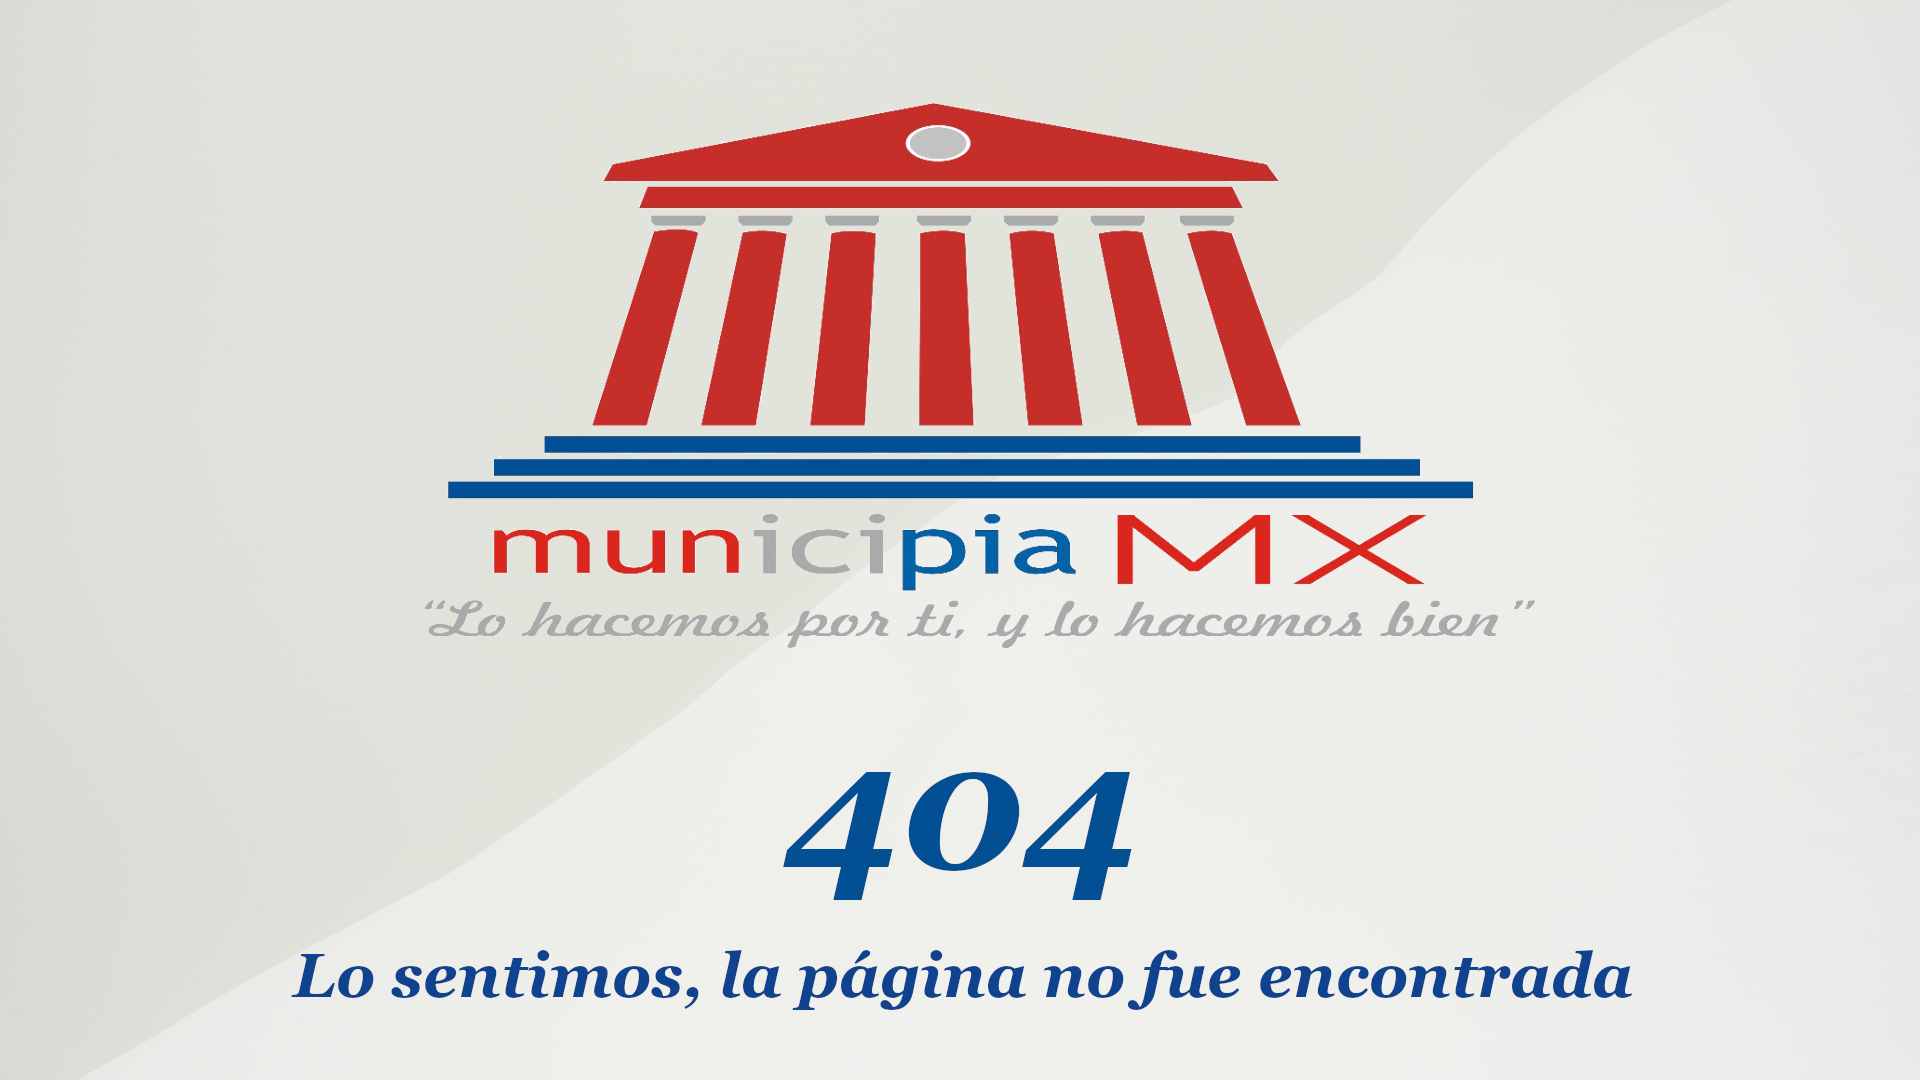 municipia MX
“Lo hacemos por ti, y lo hacemos bien”
404
Lo sentimos, la página no fue encontrada